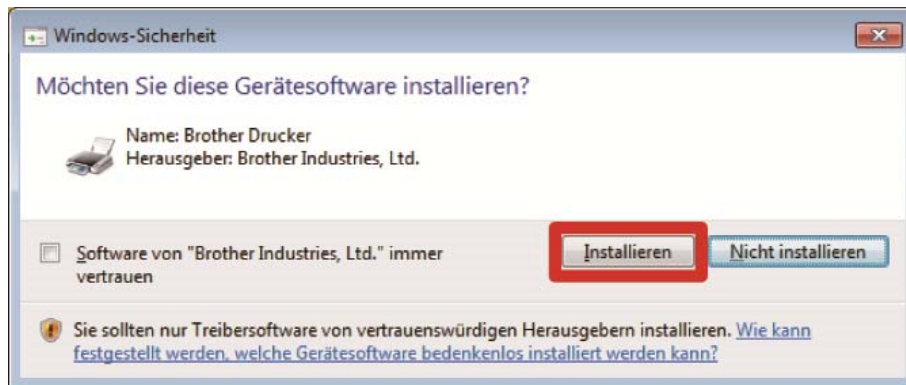 Windows-Sicherheit
Möchten Sie diese Gerätesoftware installieren?
Name: Brother Drucker
Herausgeber: Brother Industries, Ltd.
Software von "Brother Industries, Ltd." immer
vertrauen
Installieren
Nicht installieren
Sie sollten nur Treibersoftware von vertrauenswürdigen Herausgebern installieren. Wie kann
festgestellt werden, welche Gerätesoftware bedenkenlos installiert werden kann?